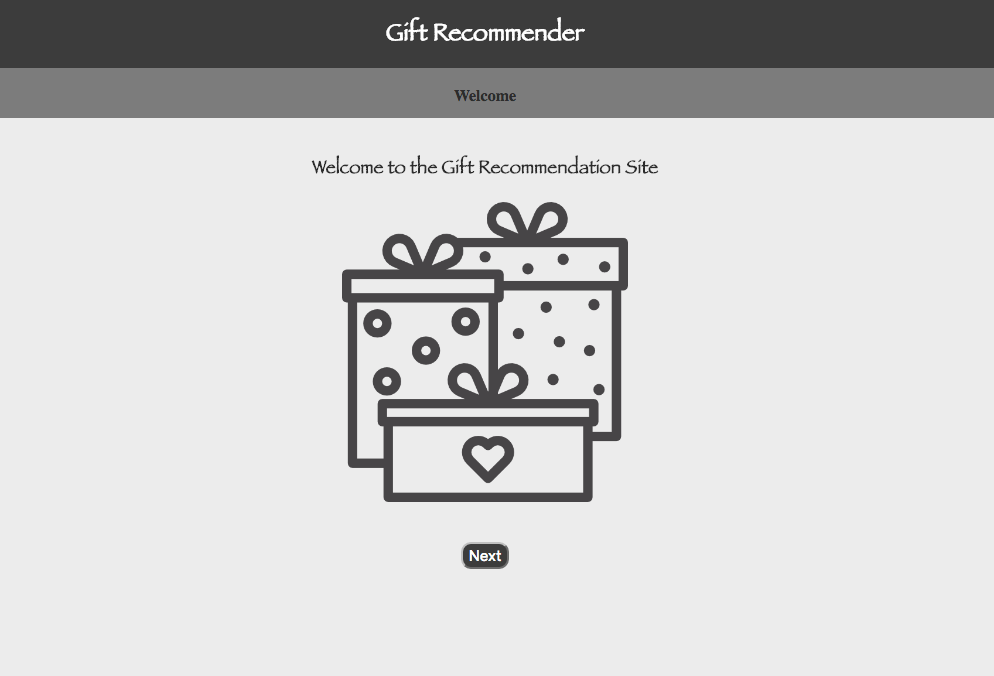 Gift Recommender
Welcome
Welcome to the Gift Recommendation Site
Next